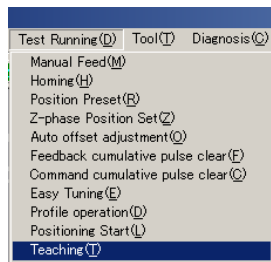 Test Running(D) Tool(T) Diagnosis(C)
Manual Feed(M)
Homing(H)
Position Preset(R)
Z-phase Position Set(Z)
Auto offset adjustment(O)
Feedback cumulative pulse clear(F)
Command cumulative pulse clear(C)
Easy Tuning(E)
Profile operation(D)
Positioning Start(L)
Teaching(T)